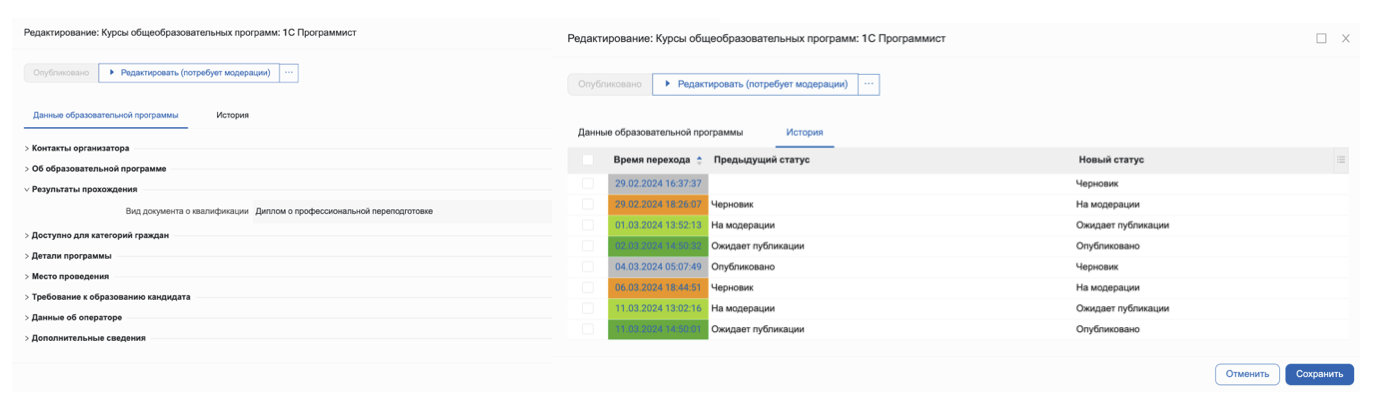 Редактирование: Курсы общеобразовательных программ: 1С Программист
Опубликовано Редактировать (потребует модерации) ...
Данные образовательной программы История
Контакты организатора
Об образовательной программе
Результаты прохождения
Вид документа о квалификации Диплом о профессиональной переподготовке
Доступно для категорий граждан
Детали программы
Место проведения
Требование к образованию кандидата
Данные об операторе
Дополнительные сведения
Редактирование: Курсы общеобразовательных программ: 1С Программист
Опубликовано Редактировать (потребует модерации) ...
Данные образовательной программы История
Время перехода Предыдущий статус Новый статус
29.02.2024 16:37:37 Черновик
29.02.2024 18:26:07 Черновик На модерации
01.03.2024 13:52:13 На модерации Ожидает публикации
02.03.2024 14:50:32 Ожидает публикации Опубликовано
04.03.2024 05:07:49 Опубликовано Черновик
06.03.2024 18:44:51 Черновик На модерации
11.03.2024 13:02:16 На модерации Ожидает публикации
11.03.2024 14:50:01 Ожидает публикации Опубликовано
Отменить Сохранить